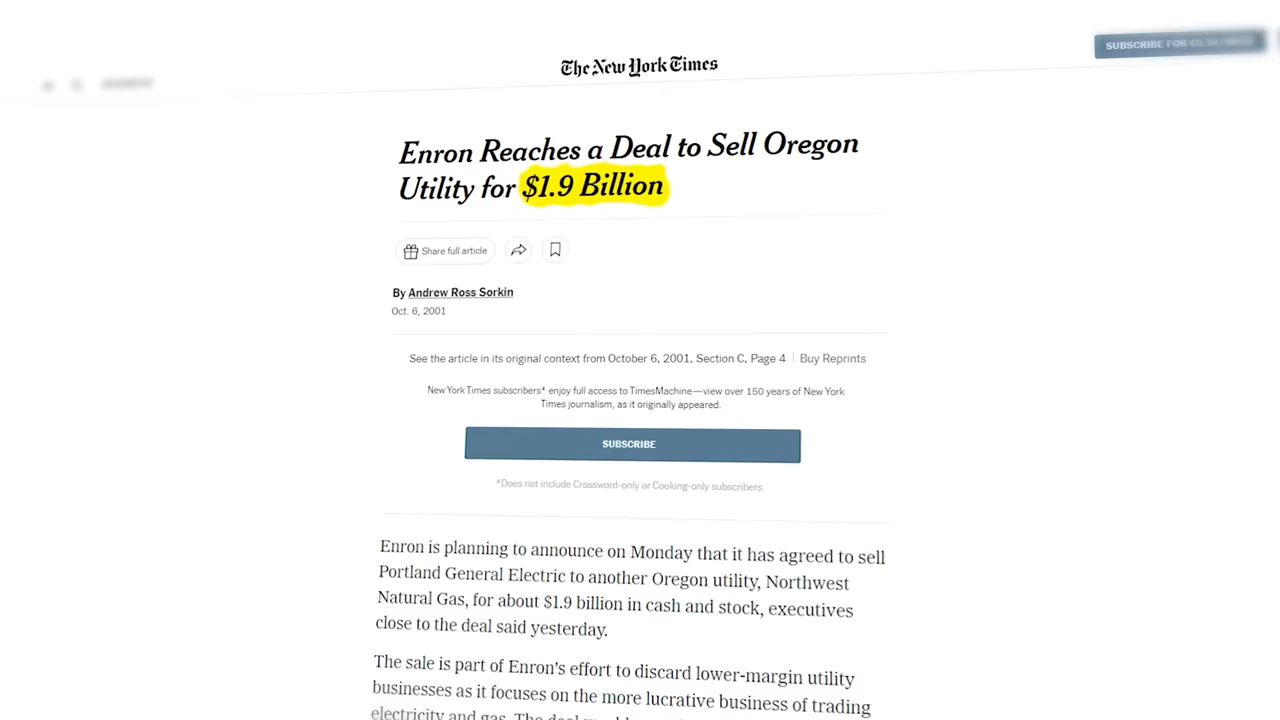 The New York Times
SUBSCRIBE FOR
Enron Reaches a Deal to Sell Oregon
Utility for $1.9 Billion
Share full article
By Andrew Ross Sorkin
Oct. 6, 2001
See the article in its original context from October 6, 2001, Section C, Page 4 | Buy Reprints
New York Times subscribers* enjoy full access to TimesMachine—view over 150 years of New York
Times journalism, as it originally appeared.
SUBSCRIBE
*Does not include Crossword-only or Cooking-only subscribers.
Enron is planning to announce on Monday that it has agreed to sell
Portland General Electric to another Oregon utility, Northwest
Natural Gas, for about $1.9 billion in cash and stock, executives
close to the deal said yesterday.
The sale is part of Enron's effort to discard lower-margin utility
businesses as it focuses on the more lucrative business of trading
electricity and gas. The deal